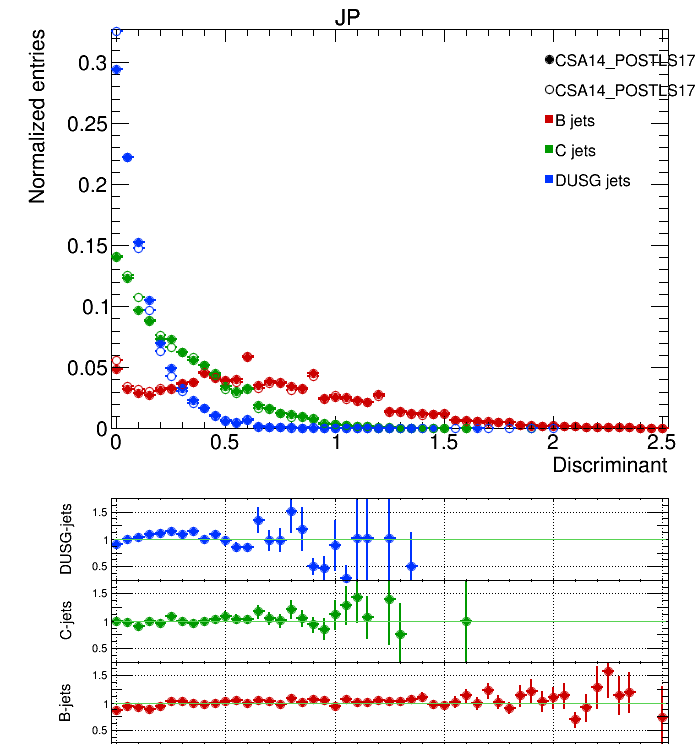 JP
Normalized entries
0.3
0.25
0.2
0.15
0.1
0.05
0
CSA14_POSTLS17
CSA14_POSTLS17
B jets
C jets
DUSG jets
0 0.5 1 1.5 2 2.5
Discriminant
DUSG-jets
1.5
1
0.5
C-jets
1.5
1
0.5
B-jets
1.5
1
0.5